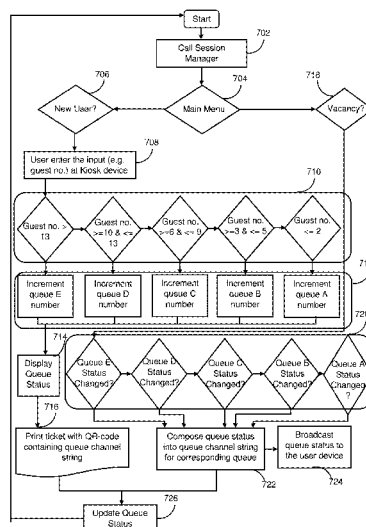 Start
702
Call Session
Manager
706
704
718
New User?
Main Menu
Vacancy?
708
User enter the input (e.g.
guest no.) at Kiosk device
710
Guest no. >
13
Guest no.
>=10 & <=
13
Guest no.
>=6 & <= 9
Guest no.
>=3 & <= 5
Guest no.
<= 2
Increment
queue E
number
Increment
queue D
number
Increment
queue C
number
Increment
queue B
number
Increment
queue A
number
714
Display
Queue
Status
Queue E
Status
Changed?
Queue D
Status
Changed?
Queue C
Status
Changed?
Queue B
Status
Changed?
Queue A
Status
Changed
?
716
Print ticket with QR-code
containing queue channel
string
Compose queue status
into queue channel string
for corresponding queue
722
Broadcast
queue status to
the user device
724
Update Queue
Status
726